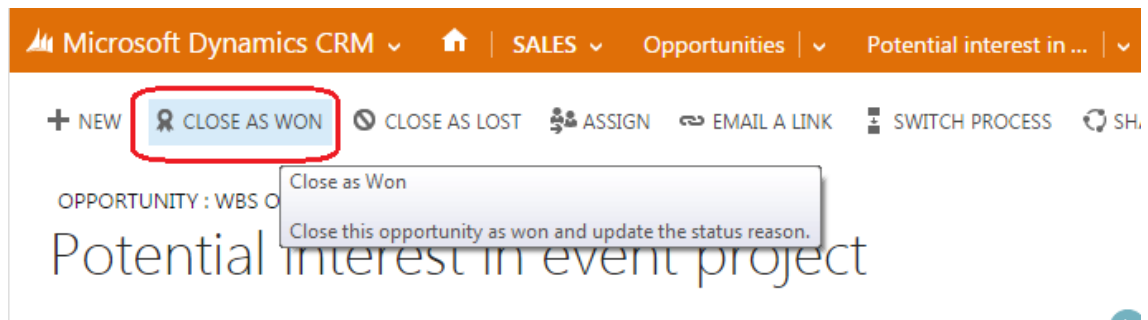 Microsoft Dynamics CRM SALES Opportunities Potential interest in ...
NEW CLOSE AS WON CLOSE AS LOST ASSIGN EMAIL A LINK SWITCH PROCESS
Close as Won
OPPORTUNITY : WBS
Close this opportunity as won and update the status reason.
Potential interest in event project